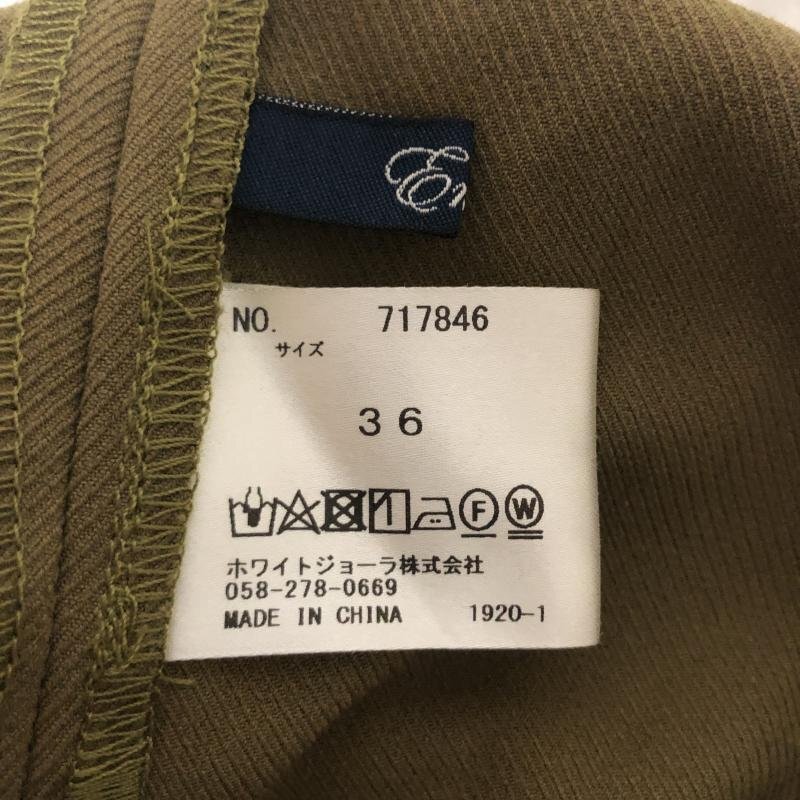 En
NO. 717846
サイズ
36
F W
ホワイトジョーラ株式会社
058-278-0669
MADE IN CHINA 1920-1